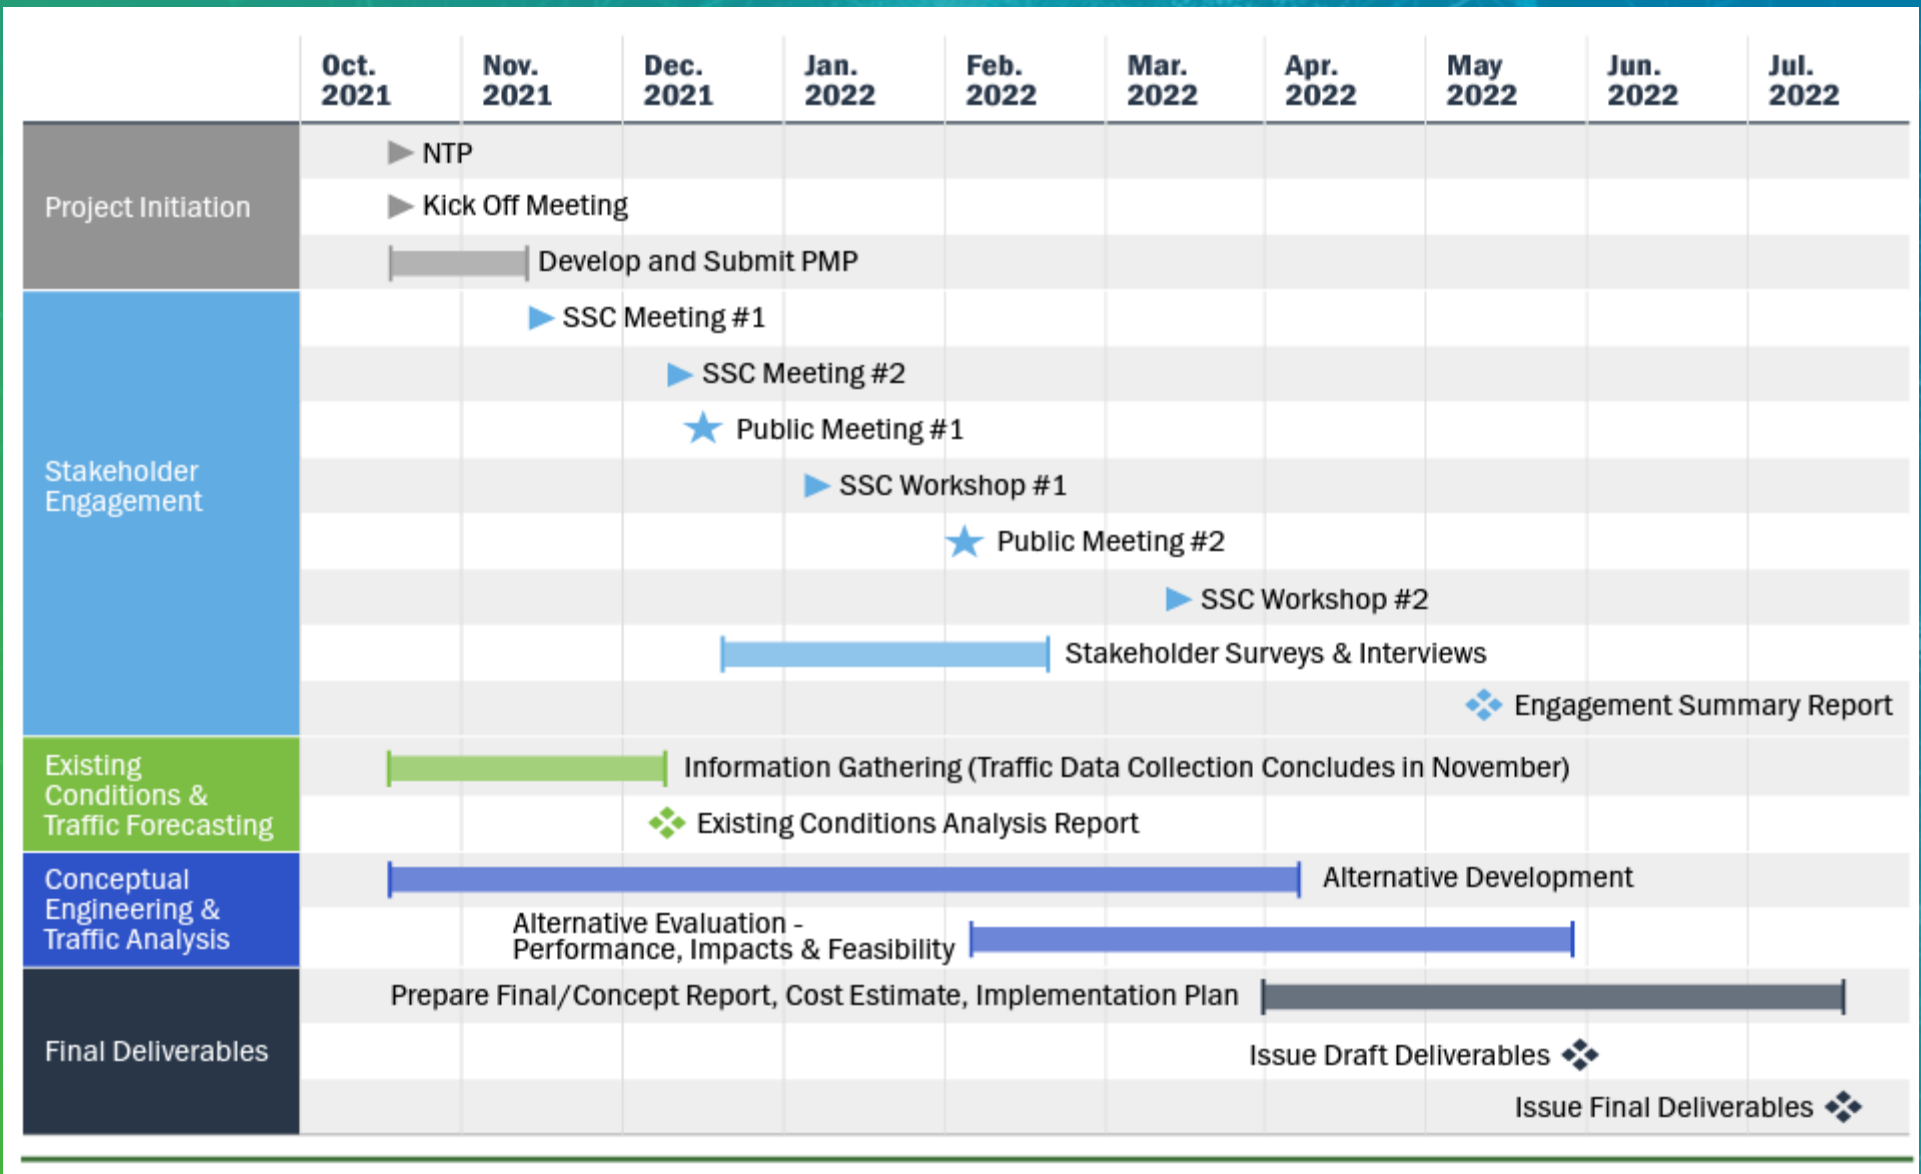 Oct.
2021
Nov.
2021
Dec.
2021
Jan.
2022
Feb.
2022
Mar.
2022
Apr.
2022
May
2022
Jun.
2022
Jul.
2022
Project Initiation
NTP
Kick Off Meeting
Develop and Submit PMP
Stakeholder
Engagement
SSC Meeting #1
SSC Meeting #2
Public Meeting #1
SSC Workshop #1
Public Meeting #2
SSC Workshop #2
Stakeholder Surveys & Interviews
Engagement Summary Report
Existing
Conditions &
Traffic Forecasting
Information Gathering (Traffic Data Collection Concludes in November)
Existing Conditions Analysis Report
Conceptual
Engineering &
Traffic Analysis
Alternative Development
Alternative Evaluation -
Performance, Impacts & Feasibility
Final Deliverables
Prepare Final/Concept Report, Cost Estimate, Implementation Plan
Issue Draft Deliverables
Issue Final Deliverables